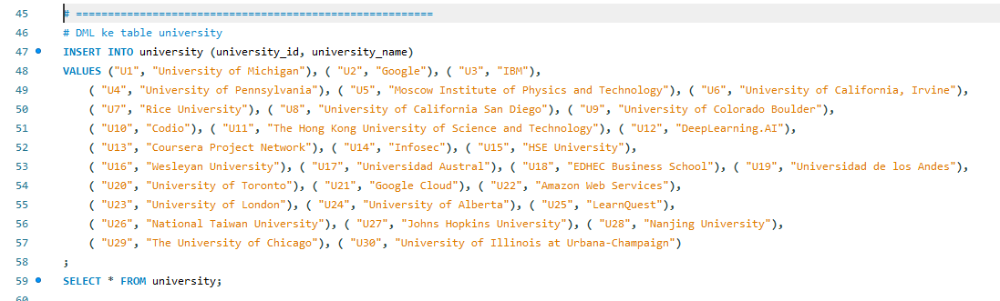 45 # ========================================================
46 # DML ke table university
47 INSERT INTO university (university_id, university_name)
48 VALUES ("U1", "University of Michigan"), ( "U2", "Google"), ( "U3", "IBM"),
49 ( "U4", "University of Pennsylvania"), ( "U5", "Moscow Institute of Physics and Technology"), ( "U6", "University of California, Irvine"),
50 ( "U7", "Rice University"), ( "U8", "University of California San Diego"), ( "U9", "University of Colorado Boulder"),
51 ( "U10", "Codio"), ( "U11", "The Hong Kong University of Science and Technology"), ( "U12", "DeepLearning.AI"),
52 ( "U13", "Coursera Project Network"), ( "U14", "Infosec"), ( "U15", "HSE University"),
53 ( "U16", "Wesleyan University"), ( "U17", "Universidad Austral"), ( "U18", "EDHEC Business School"), ( "U19", "Universidad de los Andes"),
54 ( "U20", "University of Toronto"), ( "U21", "Google Cloud"), ( "U22", "Amazon Web Services"),
55 ( "U23", "University of London"), ( "U24", "University of Alberta"), ( "U25", "LearnQuest"),
56 ( "U26", "National Taiwan University"), ( "U27", "Johns Hopkins University"), ( "U28", "Nanjing University"),
57 ( "U29", "The University of Chicago"), ( "U30", "University of Illinois at Urbana-Champaign")
58 ;
59 SELECT * FROM university;
60